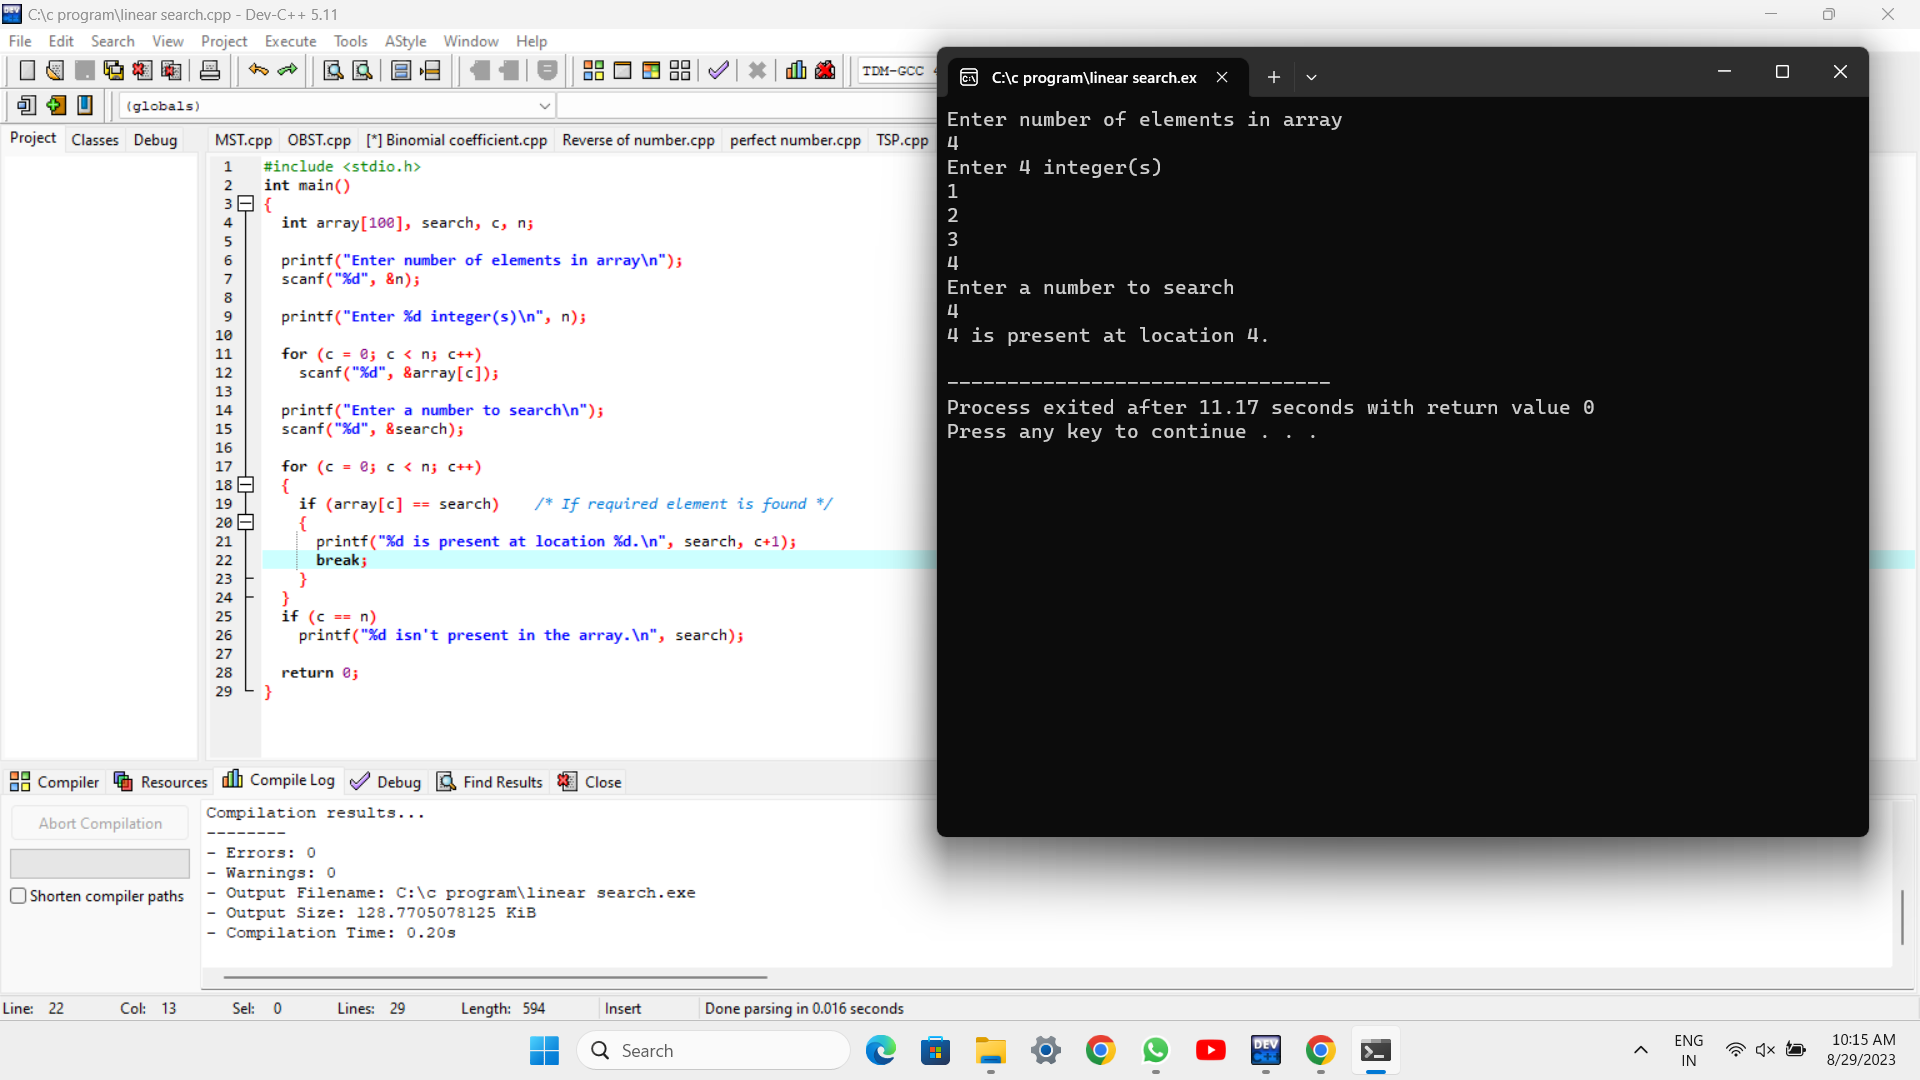 C:\c program\linear search.cpp - Dev-C++ 5.11
File Edit Search View Project Execute Tools AStyle Window Help
TDM-GCC
(globals)
Project Classes Debug
MST.cpp OBST.cpp [*] Binomial coefficient.cpp Reverse of number.cpp perfect number.cpp TSP.cpp
1 #include <stdio.h>
2 int main()
3 {
4 int array[100], search, c, n;
5
6 printf("Enter number of elements in array\n");
7 scanf("%d", &n);
8
9 printf("Enter %d integer(s)\n", n);
10
11 for (c = 0; c < n; c++)
12 scanf("%d", &array[c]);
13
14 printf("Enter a number to search\n");
15 scanf("%d", &search);
16
17 for (c = 0; c < n; c++)
18 {
19 if (array[c] == search) /* If required element is found */
20 {
21 printf("%d is present at location %d.\n", search, c+1);
22 break;
23 }
24 }
25 if (c == n)
26 printf("%d isn't present in the array.\n", search);
27
28 return 0;
29 }
C:\c program\linear search.ex
Enter number of elements in array
4
Enter 4 integer(s)
1
2
3
4
Enter a number to search
4
4 is present at location 4.
--------------------------------
Process exited after 11.17 seconds with return value 0
Press any key to continue . . .
Compiler Resources Compile Log Debug Find Results Close
Abort Compilation
Shorten compiler paths
Compilation results...
--------
- Errors: 0
- Warnings: 0
- Output Filename: C:\c program\linear search.exe
- Output Size: 128.7705078125 KiB
- Compilation Time: 0.20s
Line: 22 Col: 13 Sel: 0 Lines: 29 Length: 594 Insert Done parsing in 0.016 seconds
Search
DEV C++
ENG
IN
10:15 AM
8/29/2023